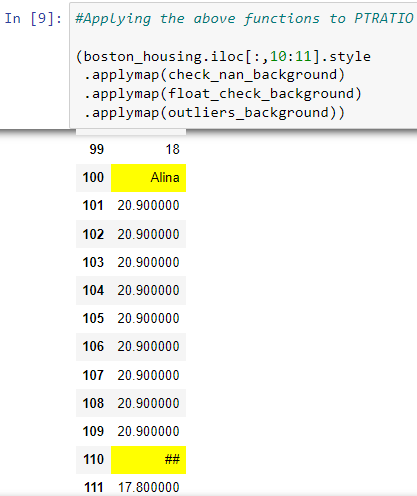 In [9]: #Applying the above functions to PTRATIO
(boston_housing.iloc[:,10:11].style
.applymap(check_nan_background)
.applymap(float_check_background)
.applymap(outliers_background))
99 18
100 Alina
101 20.900000
102 20.900000
103 20.900000
104 20.900000
105 20.900000
106 20.900000
107 20.900000
108 20.900000
109 20.900000
110 ##
111 17.800000